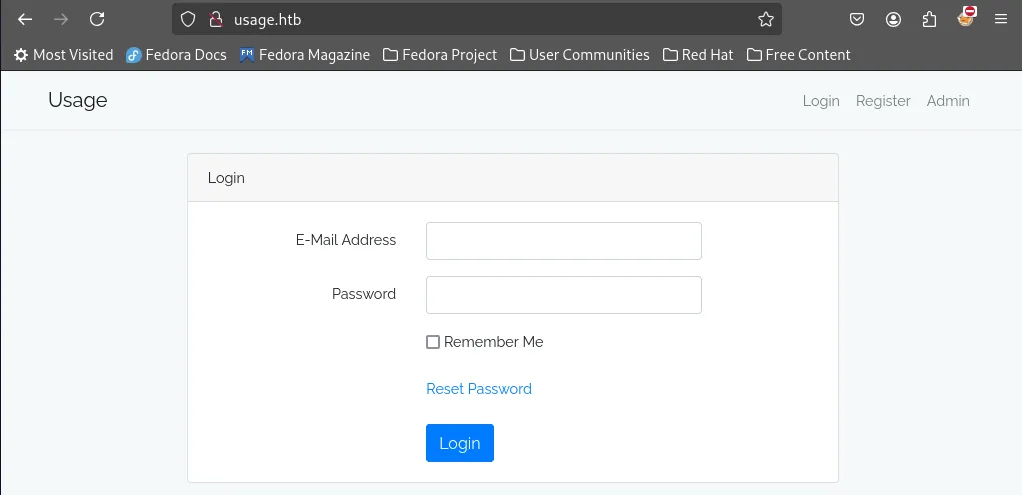 usage.htb
Most Visited Fedora Docs FM Fedora Magazine Fedora Project User Communities Red Hat Free Content
Usage Login Register Admin
Login
E-Mail Address
Password
Remember Me
Reset Password
Login